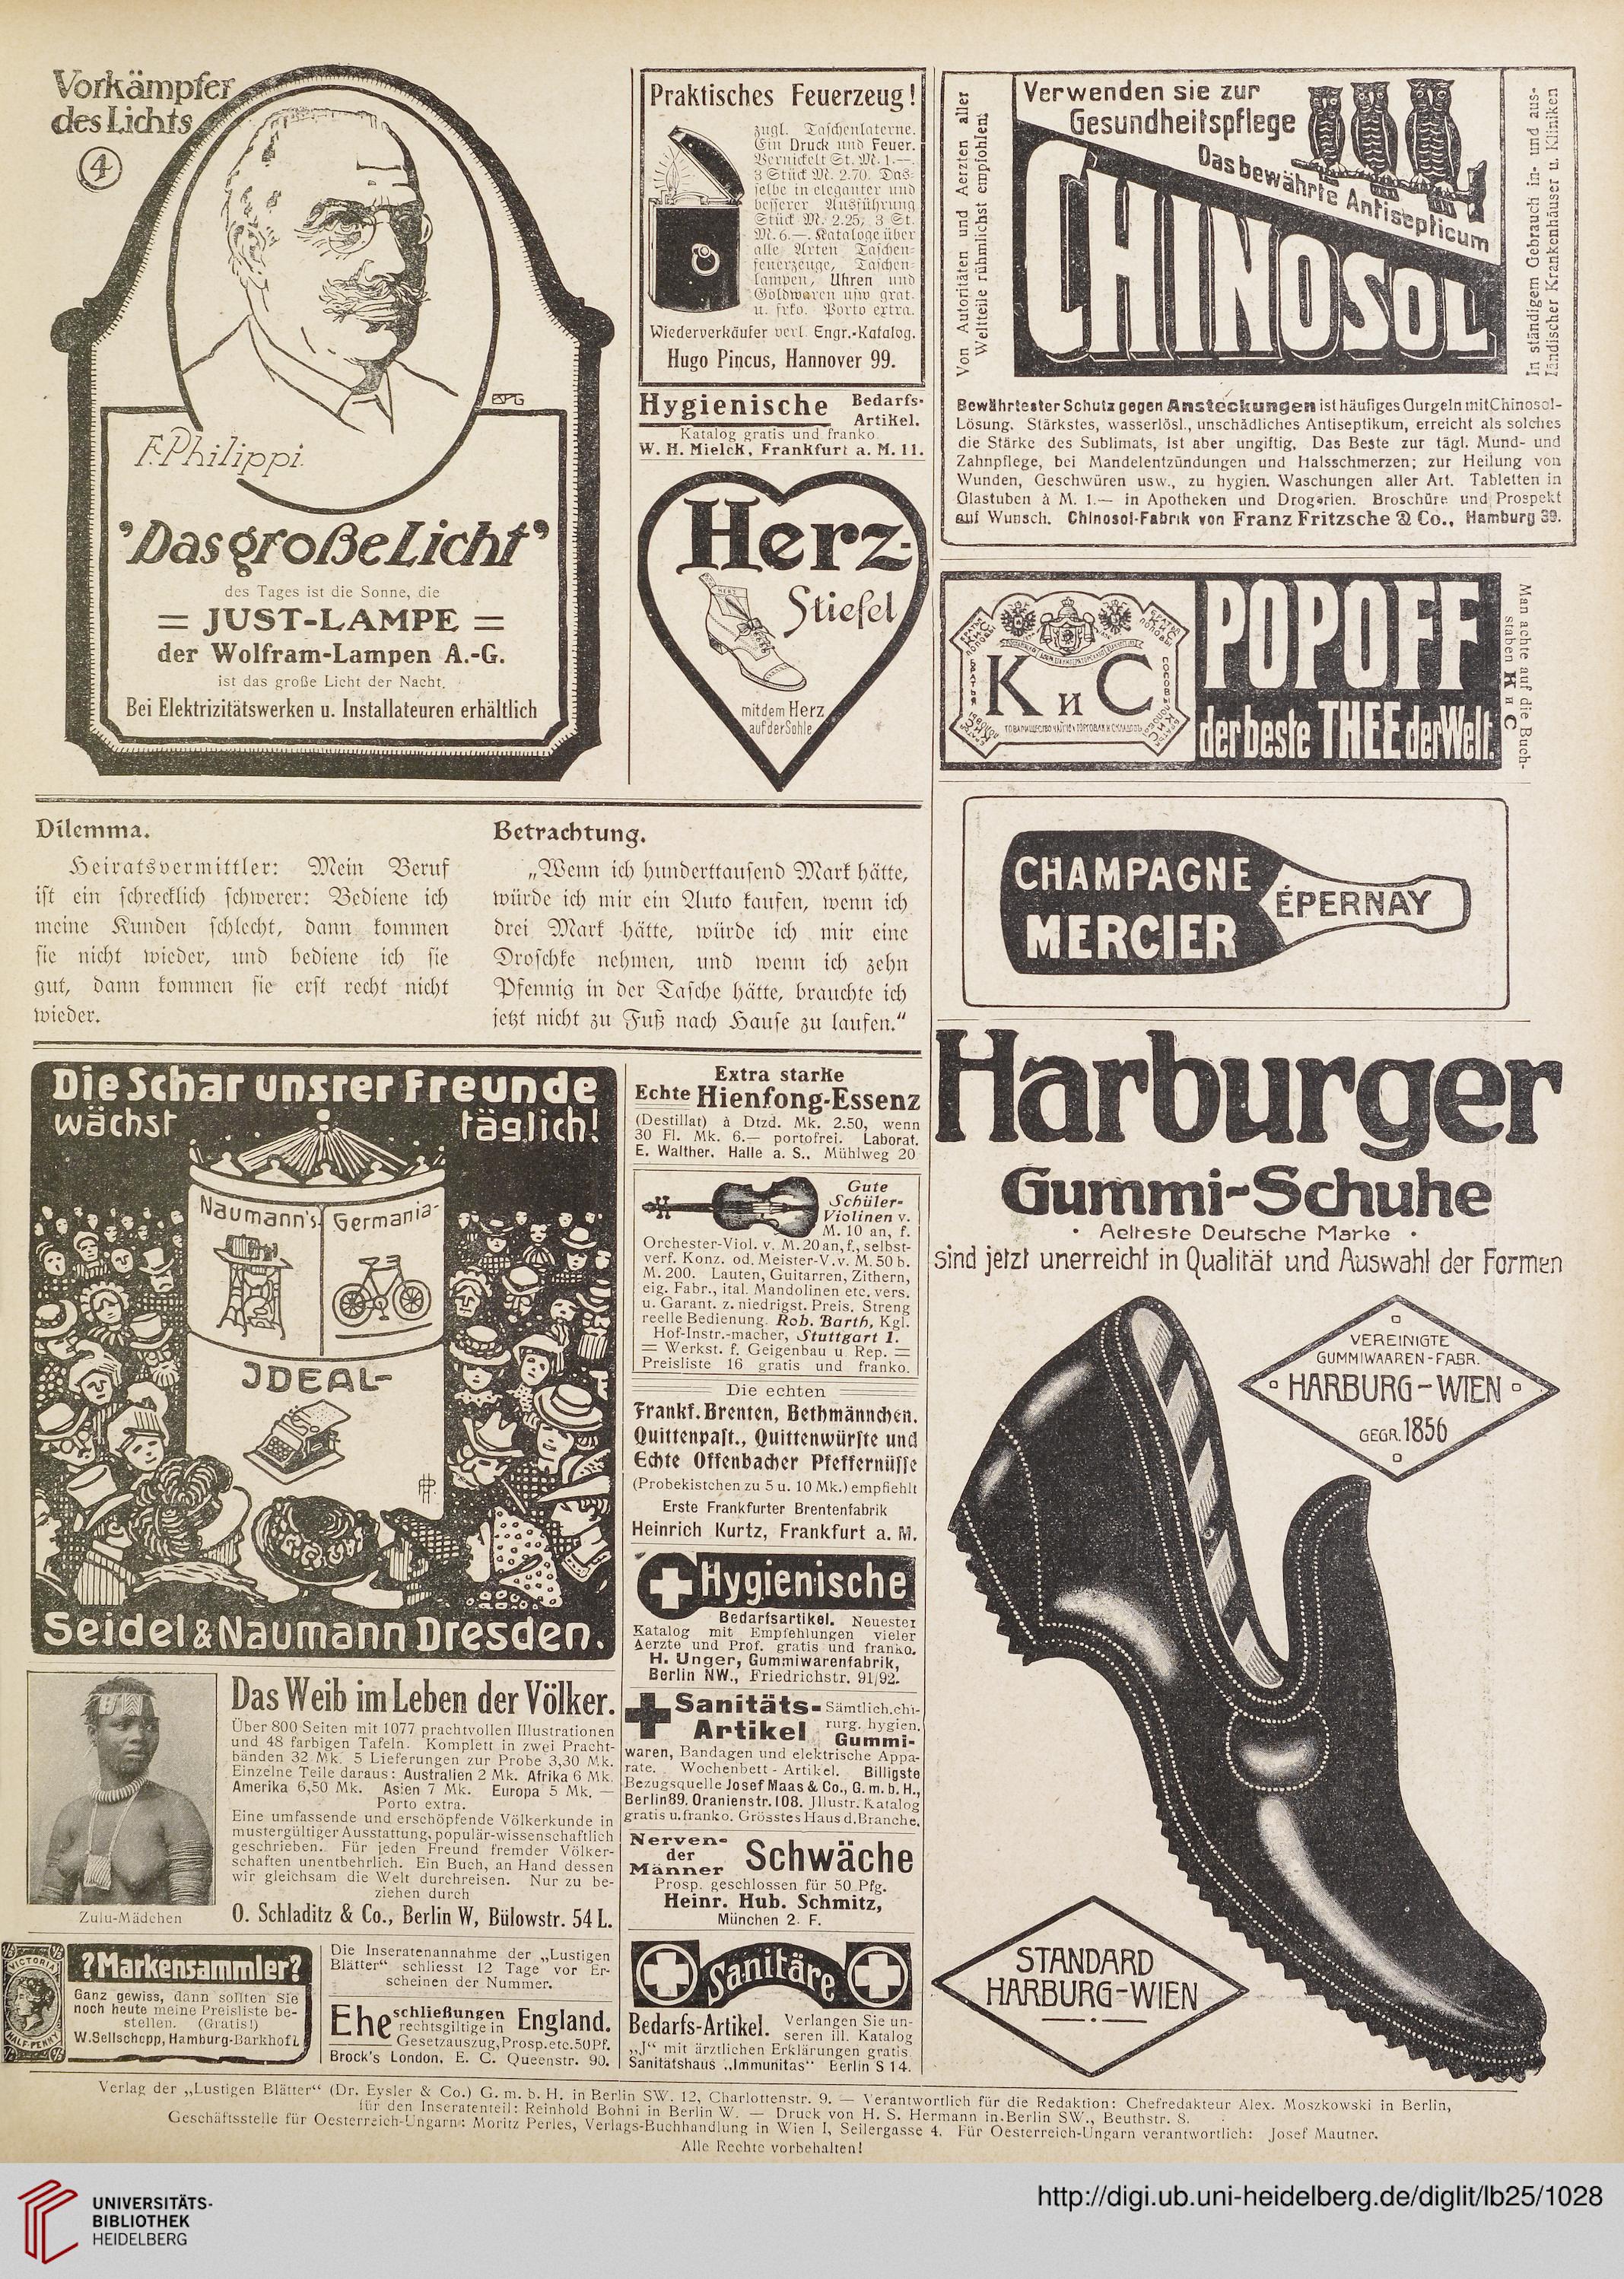 Vorkämpfer
des Lichts
4
F. Philippi.
"Das große Licht"
des Tages ist die Sonne, die
= JUST-LAMPE =
der Wolfram-Lampen A.-G.
ist das große Licht der Nacht.
Bei Elektrizitätswerken u. Installateuren erhältlich
Praktisches Feuerzeug!
zugl. Taschenlaterne.
Ein Druck und Feuer.
Vernickelt St. M. 1.—.
3 Stück M. 2.70. Das-
selbe in eleganter und
besserer Ausführung
Stück M. 2.25, 3 St.
M. 6.—. Kataloge über
alle Arten Taschen-
feuerzeuge, Taschen-
lampen, Uhren und
Goldwaren usw grat.
u. frko. Porto extra.
Wiederverkäufer verl. Engr.-Katalog.
Hugo Pincus, Hannover 99.
Hygienische Bedarfs-
Artikel.
Katalog gratis und franko.
W. H. Mielck, Frankfurt a. M. 11.
Herz-
Stiefel
mit dem Herz
auf der Sohle
Von Autoritäten und Aerzten aller
Weltteile rühmlichst empfohlen.
Verwenden sie zur
Gesundheitspflege
Das bewährte Antisepticum
CHINOSOL
In ständigem Gebrauch in- und aus-
ländischer Krankenhäuser u. Kliniken
Bewährtester Schutz gegen Ansteckungen ist häufiges Gurgeln mit Chinosol-
Lösung. Stärkstes, wasserlösl., unschädliches Antiseptikum, erreicht als solches
die Stärke des Sublimats, ist aber ungiftig. Das Beste zur tägl. Mund- und
Zahnpflege, bei Mandelentzündungen und Halsschmerzen; zur Heilung von
Wunden, Geschwüren usw., zu hygien. Waschungen aller Art. Tabletten in
Glastuben à M. 1.— in Apotheken und Drogerien. Broschüre und Prospekt
auf Wunsch. Chinosol-Fabrik von Franz Fritzsche & Co., Hamburg 39.
К и С
POPOFF
der beste THEE der Welt.
Man achte auf die Buch-
staben К и С
CHAMPAGNE
MERCIER
ÉPERNAY
Dilemma.
Heiratsvermittler: Mein Beruf
ist ein schrecklich schwerer: Bediene ich
meine Kunden schlecht, dann kommen
sie nicht wieder, und bediene ich sie
gut, dann kommen sie erst recht nicht
wieder.
Betrachtung.
„Wenn ich hunderttausend Mark hätte,
würde ich mir ein Auto kaufen, wenn ich
drei Mark hätte, würde ich mir eine
Droschke nehmen, und wenn ich zehn
Pfennig in der Tasche hätte, brauchte ich
jetzt nicht zu Fuß nach Hause zu laufen.“
Die Schar unsrer Freunde
wächst täglich!
Naumann's- Germania-
IDEAL-
Seidel & Naumann Dresden.
Extra starke
Echte Hienfong-Essenz
(Destillat) à Dtzd. Mk. 2.50, wenn
30 Fl. Mk. 6.— portofrei. Laborat.
E. Walther. Halle a. S., Mühlweg 20
Gute
Schüler-
Violinen v.
M. 10 an, f.
Orchester-Viol. v. M. 20 an, f., selbst-
verf. Konz. od. Meister-V. v. M. 50 b.
M. 200. Lauten, Guitarren, Zithern,
eig. Fabr., ital. Mandolinen etc. vers.
u. Garant. z. niedrigst. Preis. Streng
reelle Bedienung. Rob. Barth, Kgl.
Hof-Instr.-macher, Stuttgart 1.
= Werkst. f. Geigenbau u. Rep. =
Preisliste 16 gratis und franko.
Die echten
Frankf. Brenten, Bethmännchen.
Quittenpast., Quittenwürste und
Echte Offenbacher Pfeffernüsse
(Probekistchen zu 5 u. 10 Mk.) empfiehlt
Erste Frankfurter Brentenfabrik
Heinrich Kurtz, Frankfurt a. M.
Hygienische
Bedarfsartikel. Neuester
Katalog mit Empfehlungen vieler
Aerzte und Prof. gratis und franko.
H. Unger, Gummiwarenfabrik,
Berlin NW., Friedrichstr. 91/92.
Sanitäts- Sämtlich. chi-
Artikel rurg. hygien.
Gummi-
waren, Bandagen und elektrische Appa-
rate. Wochenbett-Artikel. Billigste
Bezugsquelle Josef Maas & Co., G. m. b. H.,
Berlin 89. Oranienstr. 108. Illustr. Katalog
gratis u. franko. Grösstes Haus d. Branche.
Nerven-
der
Männer Schwäche
Prosp. geschlossen für 50 Pfg.
Heinr. Hub. Schmitz,
München 2. F.
Sanitäre
Bedarfs-Artikel. Verlangen Sie un-
seren ill. Katalog
„J“ mit ärztlichen Erklärungen gratis.
Sanitätshaus „Immunitas“ Berlin S 14.
Harburger
Gummi-Schuhe
• Aelteste Deutsche Marke •
sind jetzt unerreicht in Qualität und Auswahl der Formen
VEREINIGTE
GUMMIWAAREN-FABR.
HARBURG-WIEN
GEGR. 1856
STANDARD
HARBURG-WIEN
Zulu-Mädchen
Das Weib im Leben der Völker.
Über 800 Seiten mit 1077 prachtvollen Illustrationen
und 48 farbigen Tafeln. Komplett in zwei Pracht-
bänden 32 Mk. 5 Lieferungen zur Probe 3,30 Mk.
Einzelne Teile daraus: Australien 2 Mk. Afrika 6 Mk.
Amerika 6,50 Mk. Asien 7 Mk. Europa 5 Mk. —
Porto extra.
Eine umfassende und erschöpfende Völkerkunde in
mustergültiger Ausstattung, populär-wissenschaftlich
geschrieben. Für jeden Freund fremder Völker-
schaften unentbehrlich. Ein Buch, an Hand dessen
wir gleichsam die Welt durchreisen. Nur zu be-
ziehen durch
O. Schladitz & Co., Berlin W, Bülowstr. 54 L.
VICTORIA
HALFPENNY
?Markensammler?
Ganz gewiss, dann sollten Sie
noch heute meine Preisliste be-
stellen. (Gratis!)
W. Sellschopp, Hamburg-Barkhof L
Die Inseratenannahme der „Lustigen
Blätter“ schliesst 12 Tage vor Er-
scheinen der Nummer.
Ehe schließungen
rechtsgiltige in England.
Gesetzauszug, Prosp. etc. 50 Pf.
Brock's London. E. C. Queenstr. 90.
Verlag der „Lustigen Blätter“ (Dr. Eysler & Co.) G. m. b. H. in Berlin SW. 12, Charlottenstr. 9. — Verantwortlich für die Redaktion: Chefredakteur Alex. Moszkowski in Berlin,
für den Inseratenteil: Reinhold Bohni in Berlin W. — Druck von H. S. Hermann in Berlin SW., Beuthstr. 8.
Geschäftsstelle für Oesterreich-Ungarn: Moritz Perles, Verlags-Buchhandlung in Wien I, Seilergasse 4. Für Oesterreich-Ungarn verantwortlich: Josef Mautner.
Alle Rechte vorbehalten!
UNIVERSITÄTS-
BIBLIOTHEK
HEIDELBERG
http://digi.ub.uni-heidelberg.de/diglit/lb25/1028